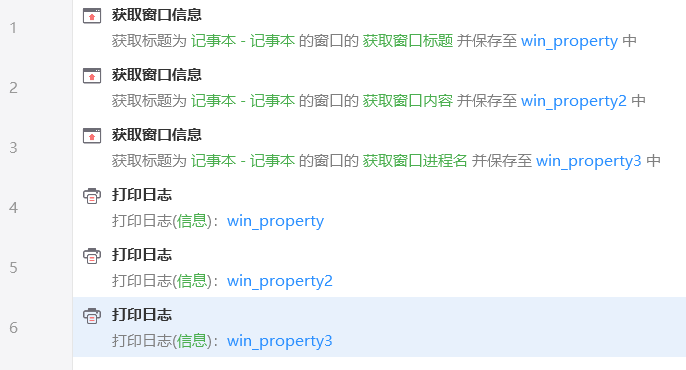 1
获取窗口信息
获取标题为 记事本 - 记事本 的窗口的 获取窗口标题 并保存至 win_property 中
2
获取窗口信息
获取标题为 记事本 - 记事本 的窗口的 获取窗口内容 并保存至 win_property2 中
3
获取窗口信息
获取标题为 记事本 - 记事本 的窗口的 获取窗口进程名 并保存至 win_property3 中
4
打印日志
打印日志(信息)：win_property
5
打印日志
打印日志(信息)：win_property2
6
打印日志
打印日志(信息)：win_property3